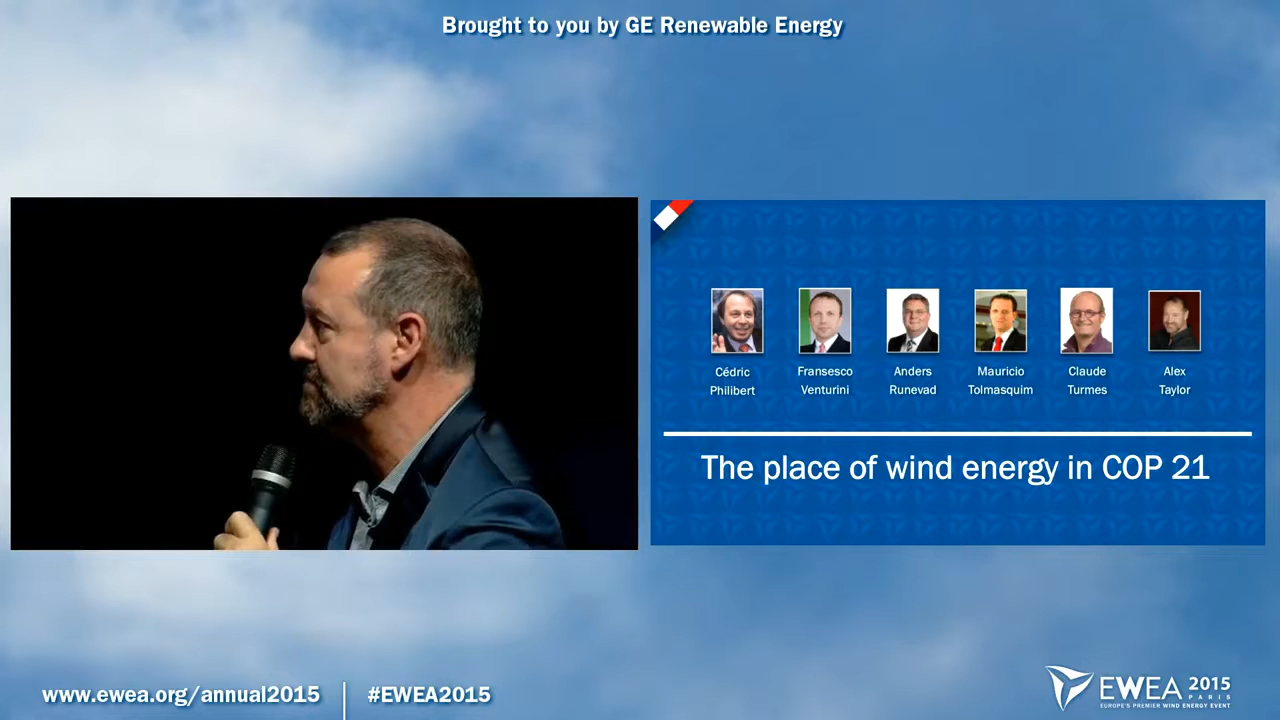 Brought to you by GE Renewable Energy
Cédric
Philibert
Fransesco
Venturini
Anders
Runevad
Mauricio
Tolmasquim
Claude
Turmes
Alex
Taylor
The place of wind energy in COP 21
www.ewea.org/annual2015
#EWEA2015
EWEA 2015
PARIS
EUROPE'S PREMIER WIND ENERGY EVENT